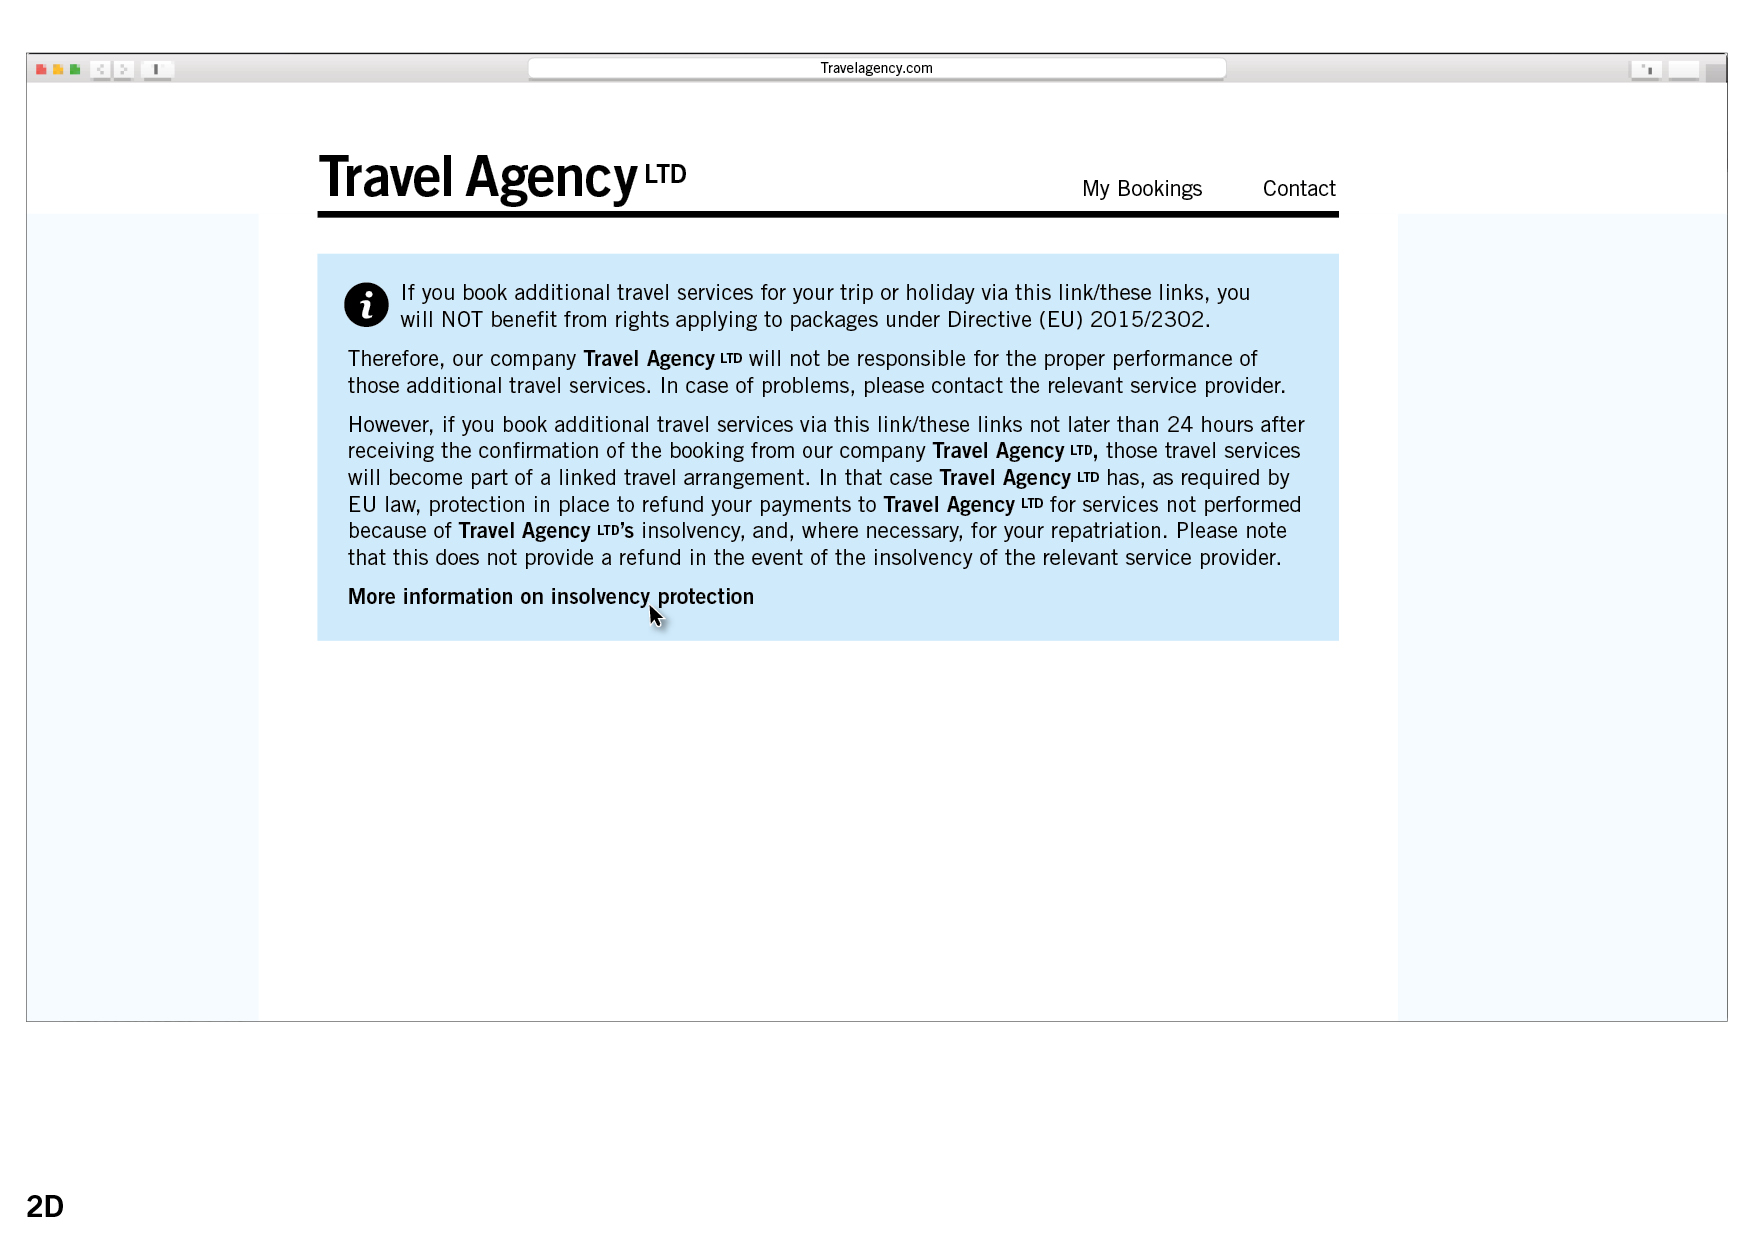 Travelagency.com
Travel Agency LTD
My Bookings Contact
i If you book additional travel services for your trip or holiday via this link/these links, you
will NOT benefit from rights applying to packages under Directive (EU) 2015/2302.
Therefore, our company Travel Agency LTD will not be responsible for the proper performance of
those additional travel services. In case of problems, please contact the relevant service provider.
However, if you book additional travel services via this link/these links not later than 24 hours after
receiving the confirmation of the booking from our company Travel Agency LTD, those travel services
will become part of a linked travel arrangement. In that case Travel Agency LTD has, as required by
EU law, protection in place to refund your payments to Travel Agency LTD for services not performed
because of Travel Agency LTD’s insolvency, and, where necessary, for your repatriation. Please note
that this does not provide a refund in the event of the insolvency of the relevant service provider.
More information on insolvency protection
2D